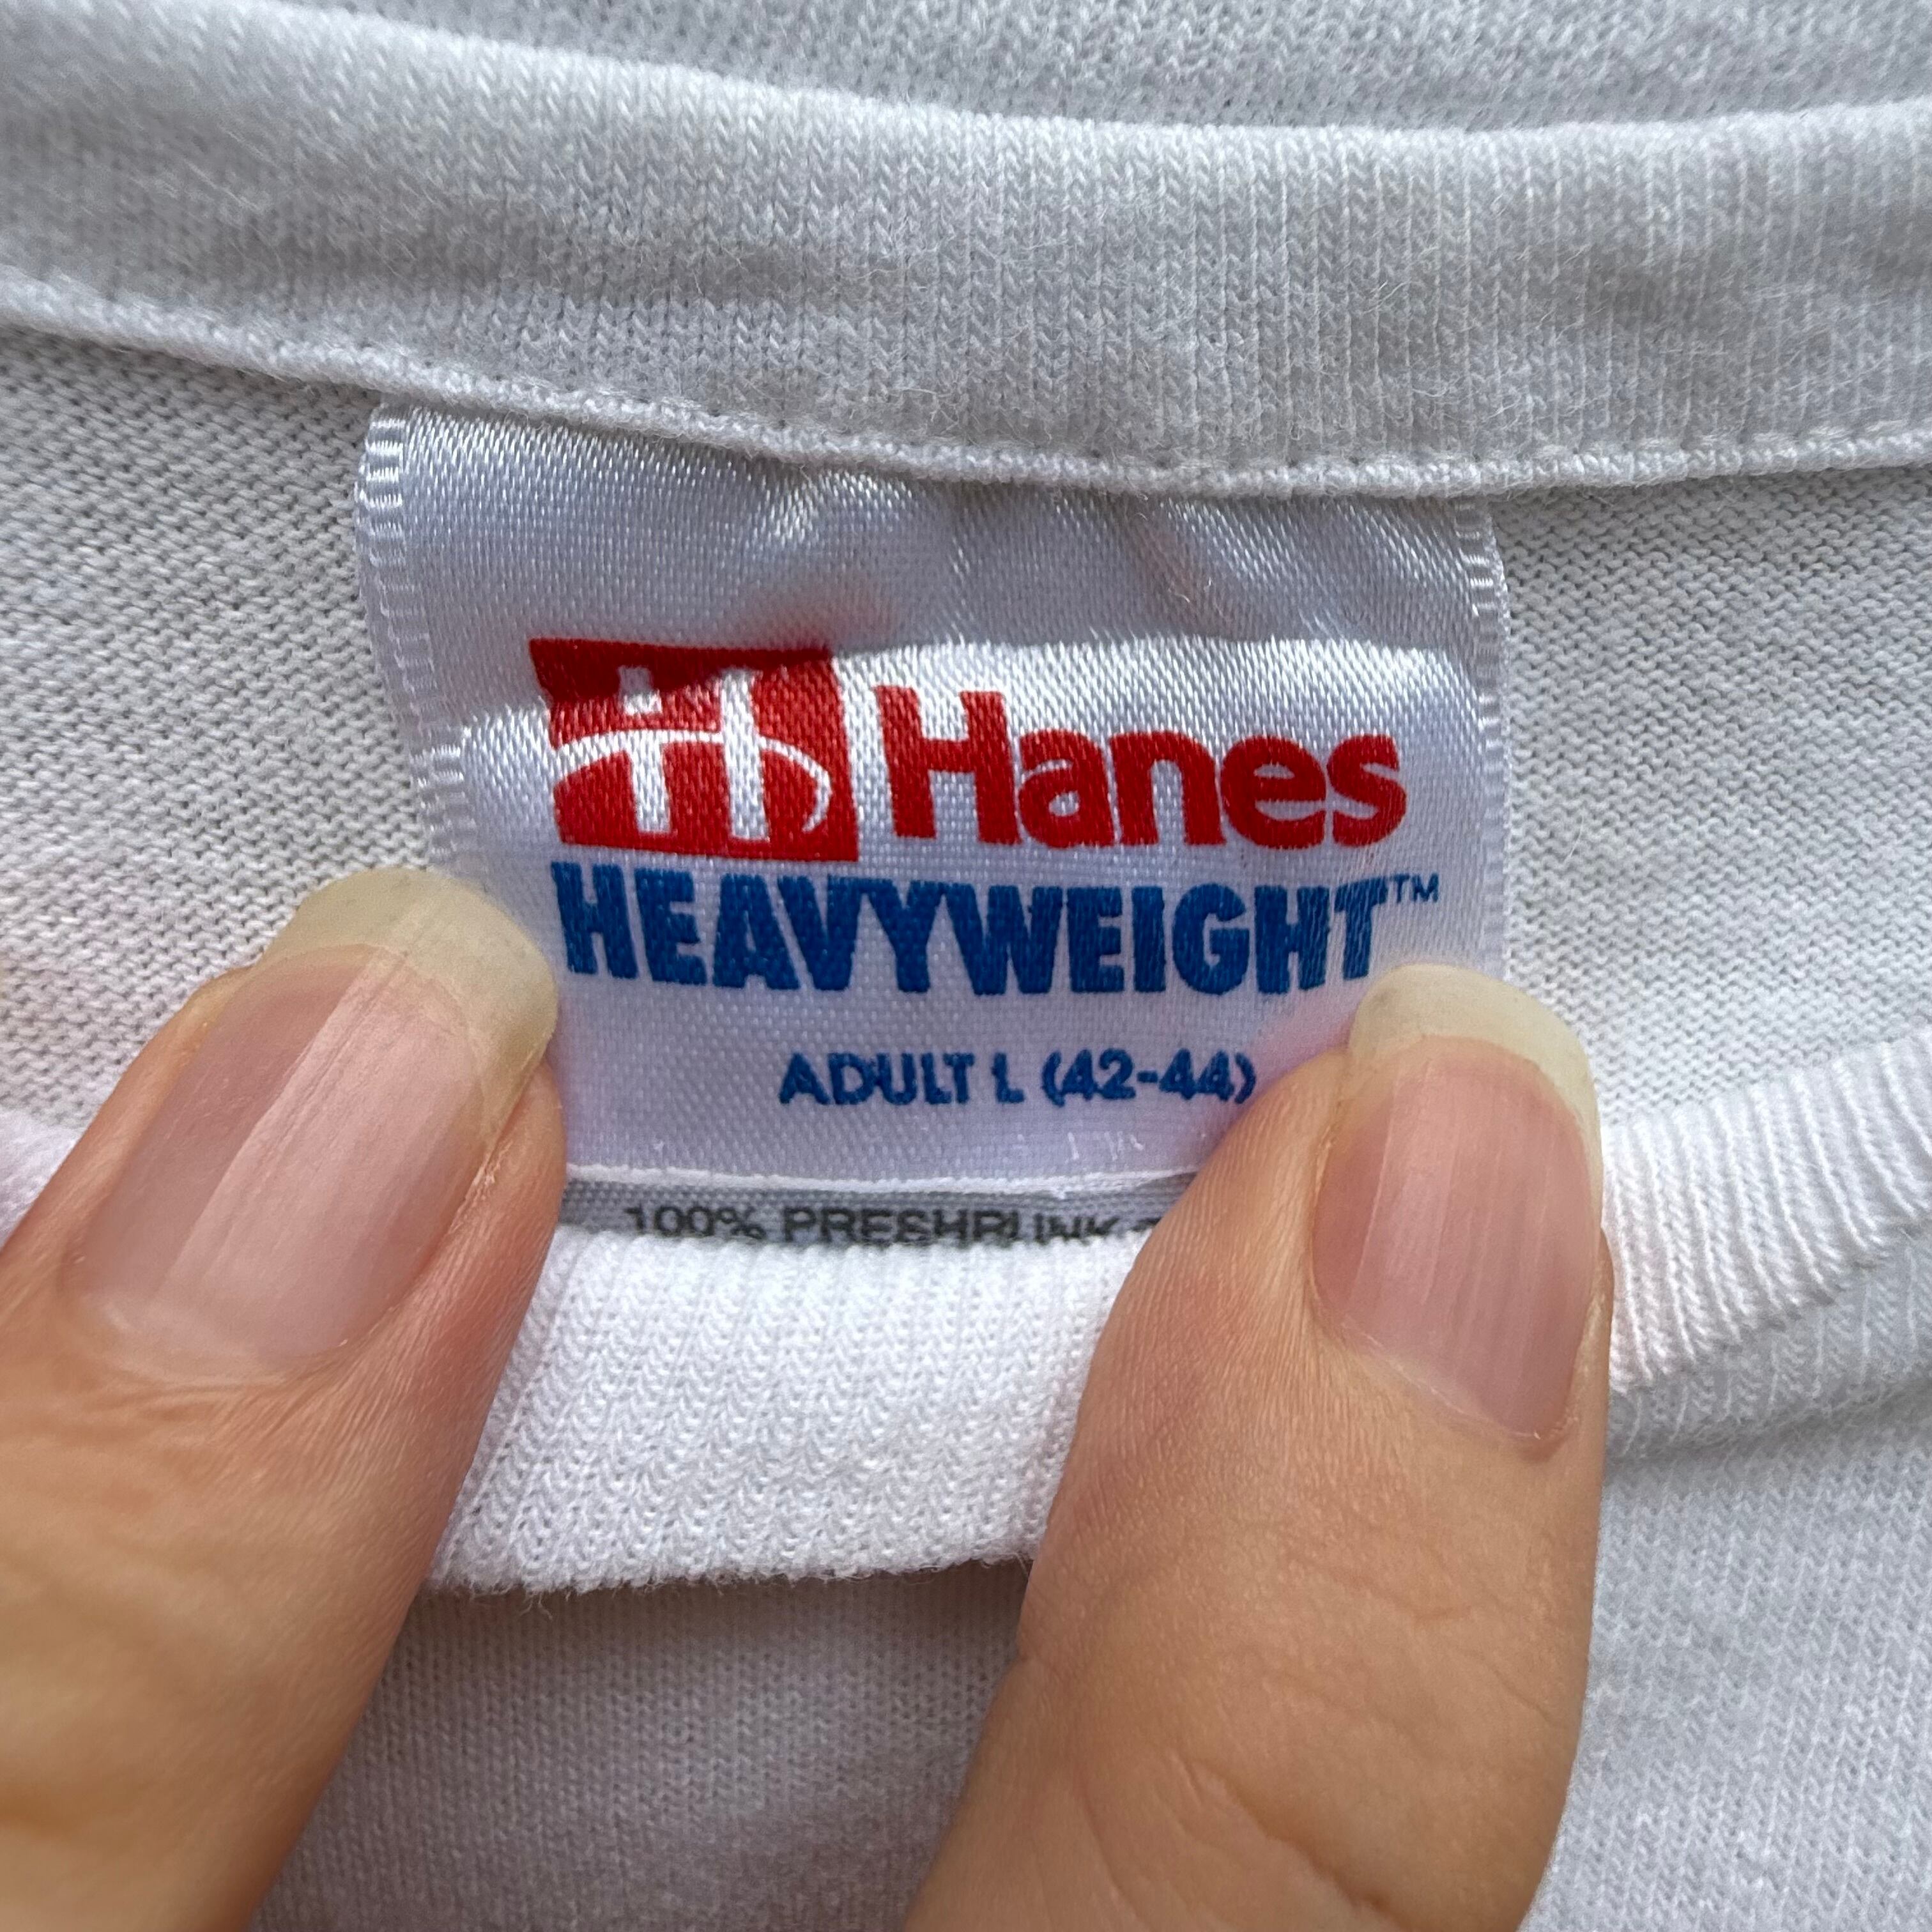 H Hanes
HEAVYWEIGHT™
ADULT L (42-44)
100% PRESHRUNK